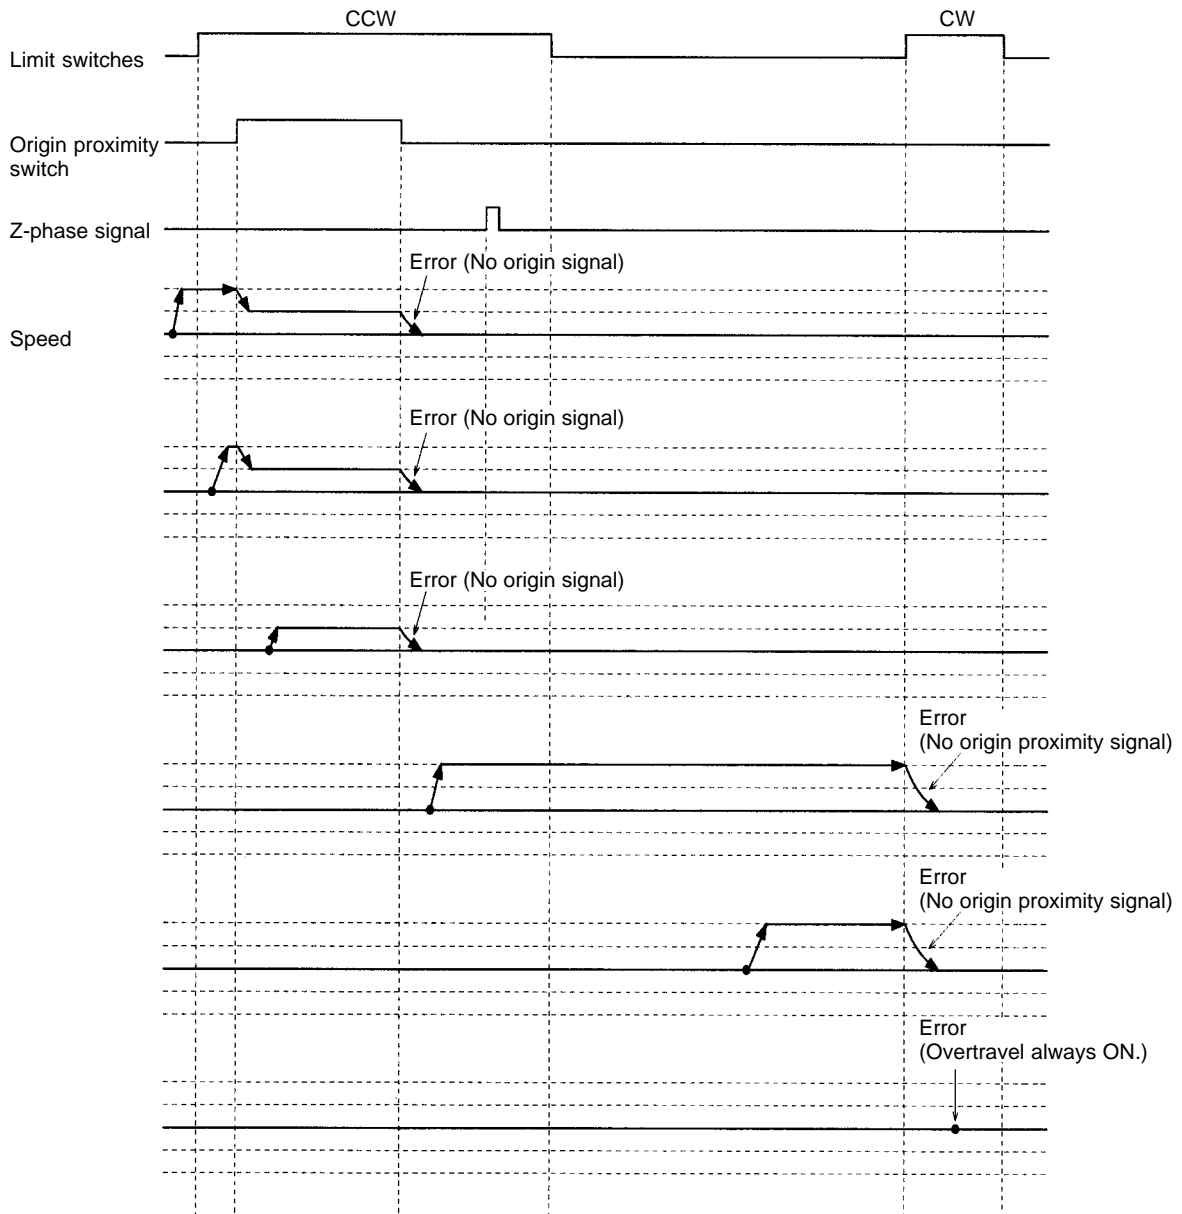 CCW
CW
Limit switches
Origin proximity
switch
Z-phase signal
Error (No origin signal)
Speed
Error (No origin signal)
Error (No origin signal)
Error
(No origin proximity signal)
Error
(No origin proximity signal)
Error
(Overtravel always ON.)